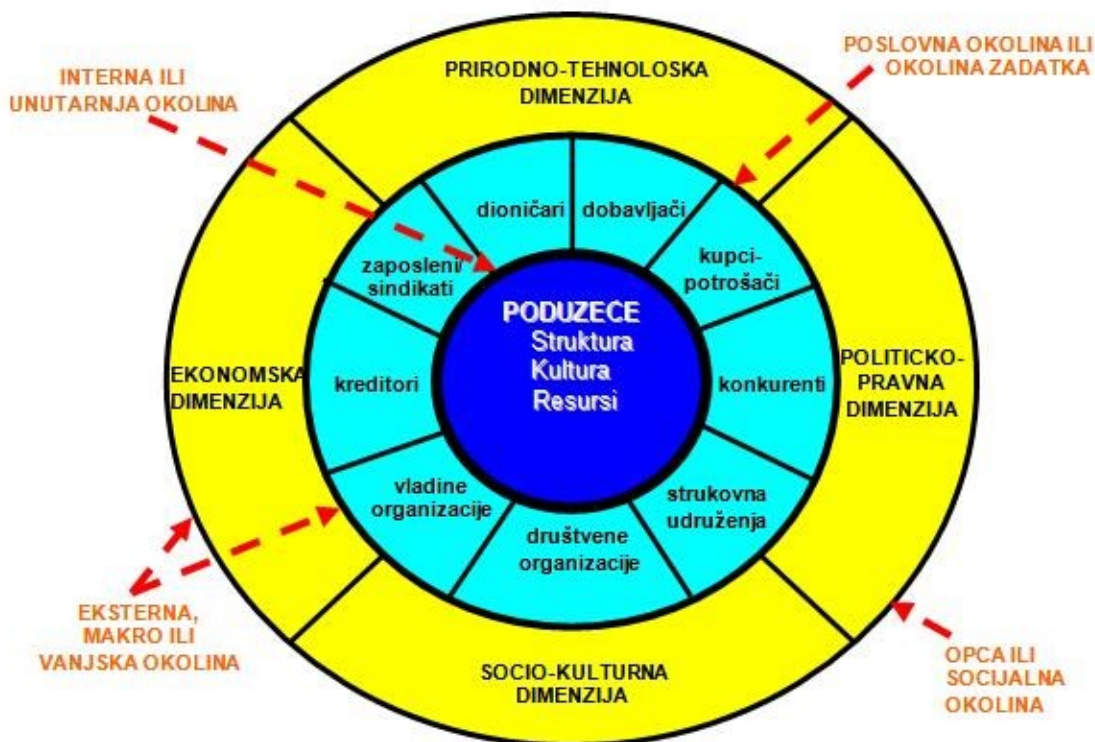 INTERNA ILI
UNUTARNJA OKOLINA
PRIRODNO-TEHNOLOSKA
DIMENZIJA
POSLOVNA OKOLINA ILI
OKOLINA ZADATKA
dioničari
dobavljači
zaposleni/
sindikati
kupci-
potrošači
PODUZEĆE
Struktura
Kultura
Resursi
EKONOMSKA
DIMENZIJA
kreditori
konkurenti
POLITICKO-
PRAVNA
DIMENZIJA
vladine
organizacije
društvene
organizacije
strukovna
udruženja
EKSTERNA,
MAKRO ILI
VANJSKA OKOLINA
SOCIO-KULTURNA
DIMENZIJA
OPCA ILI
SOCIJALNA
OKOLINA